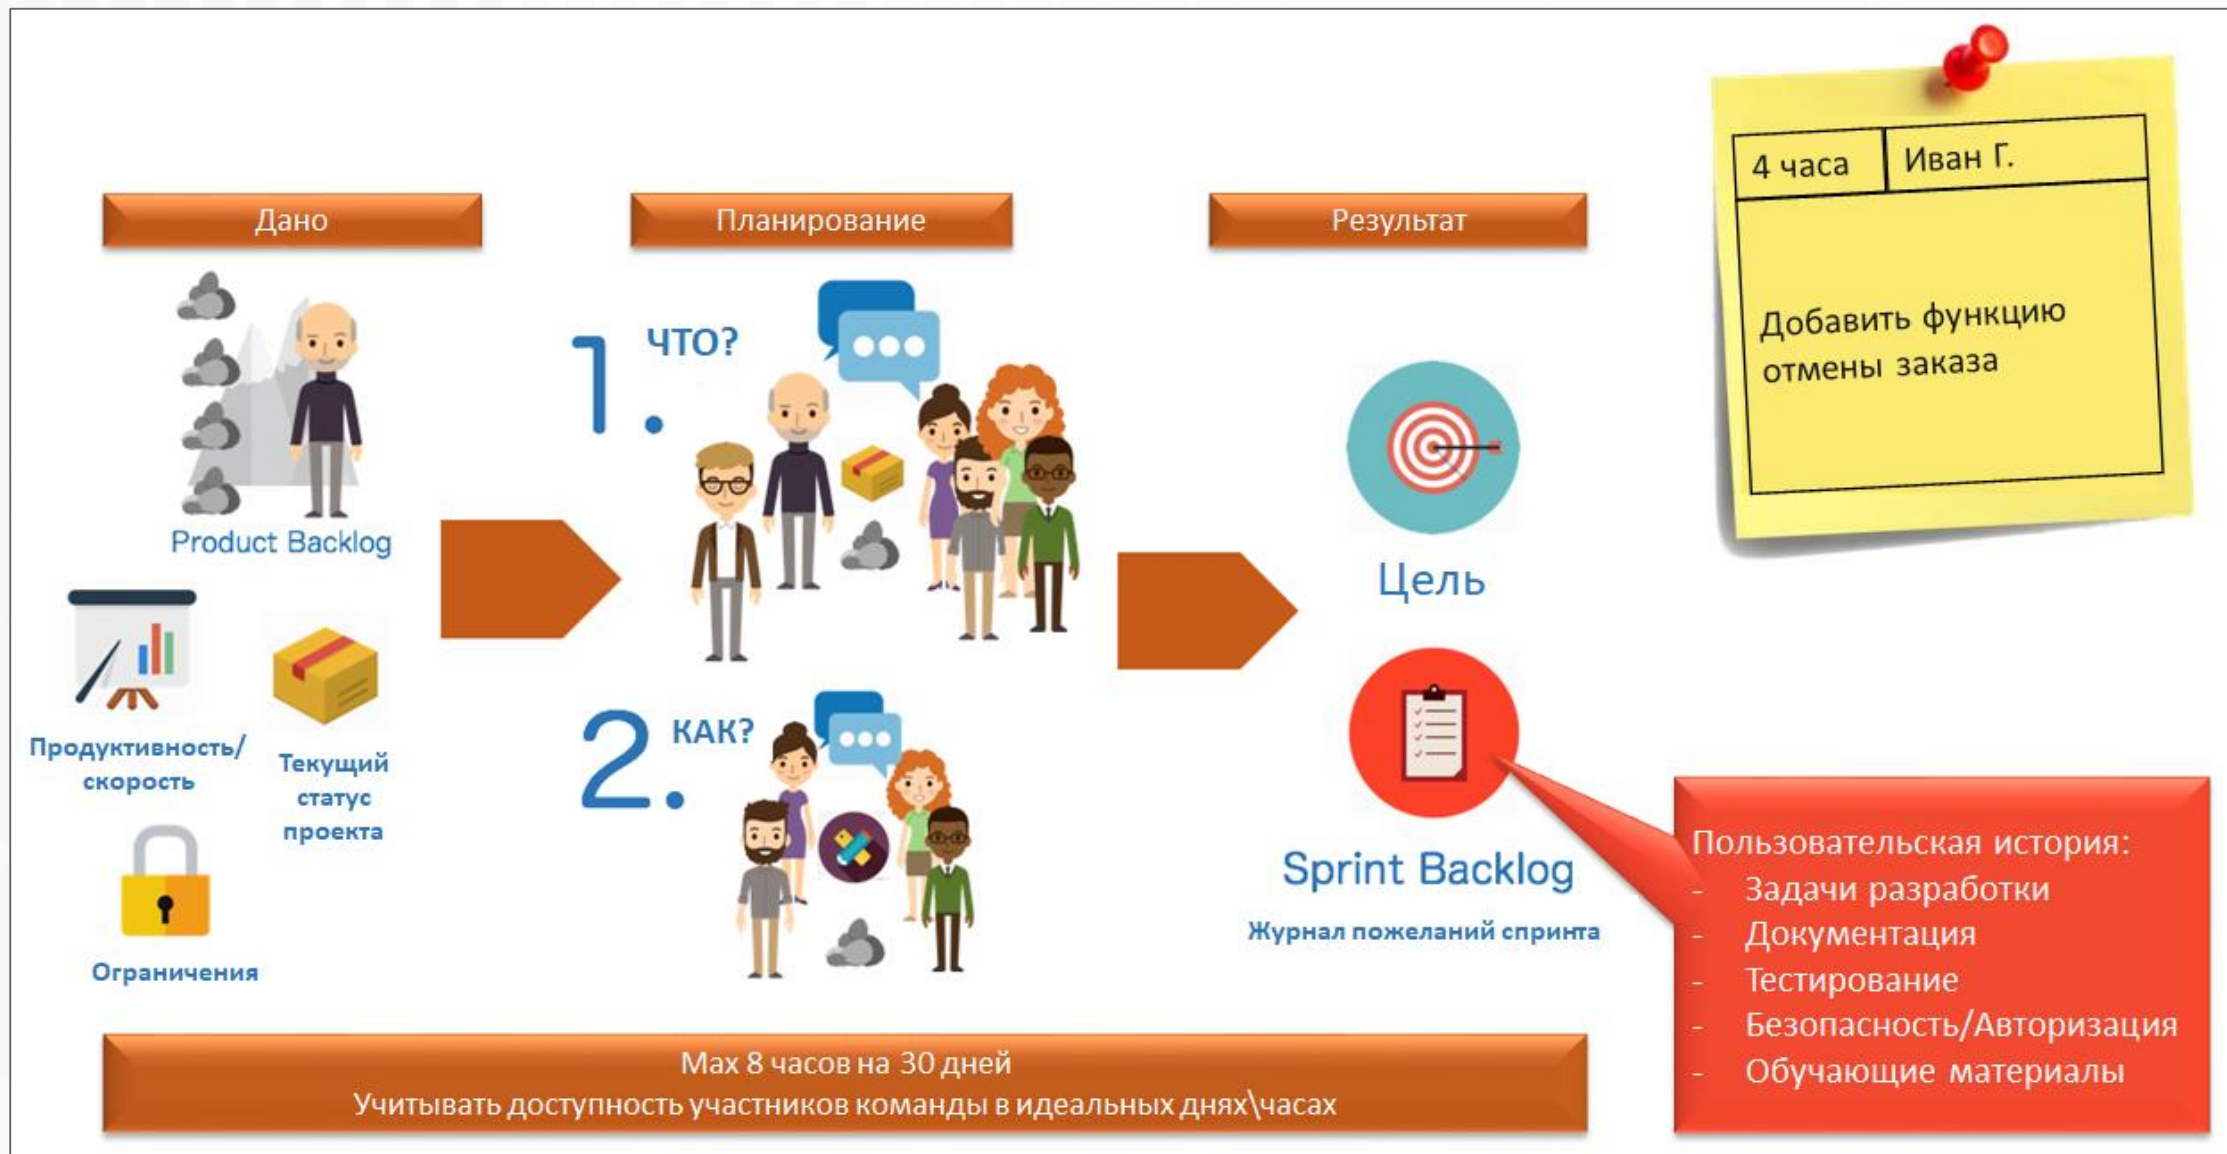 Дано
Планирование
Результат
4 часа
Иван Г.
Добавить функцию
отмены заказа
Product Backlog
Продуктивность/
скорость
Текущий
статус
проекта
Ограничения
1. ЧТО?
2. КАК?
Цель
Sprint Backlog
Журнал пожеланий спринта
Пользовательская история:
- Задачи разработки
- Документация
- Тестирование
- Безопасность/Авторизация
- Обучающие материалы
Max 8 часов на 30 дней
Учитывать доступность участников команды в идеальных днях\часах